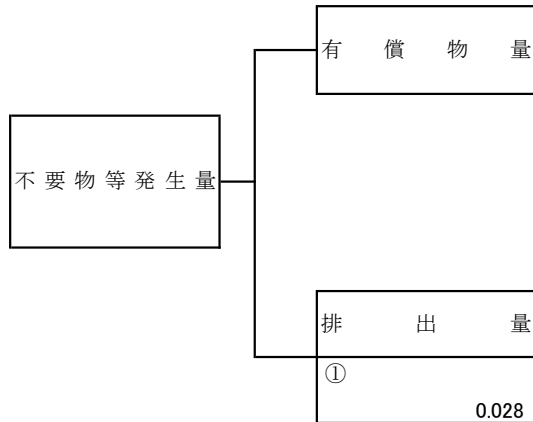 有償物量
不要物等発生量
排出量
①
0.028